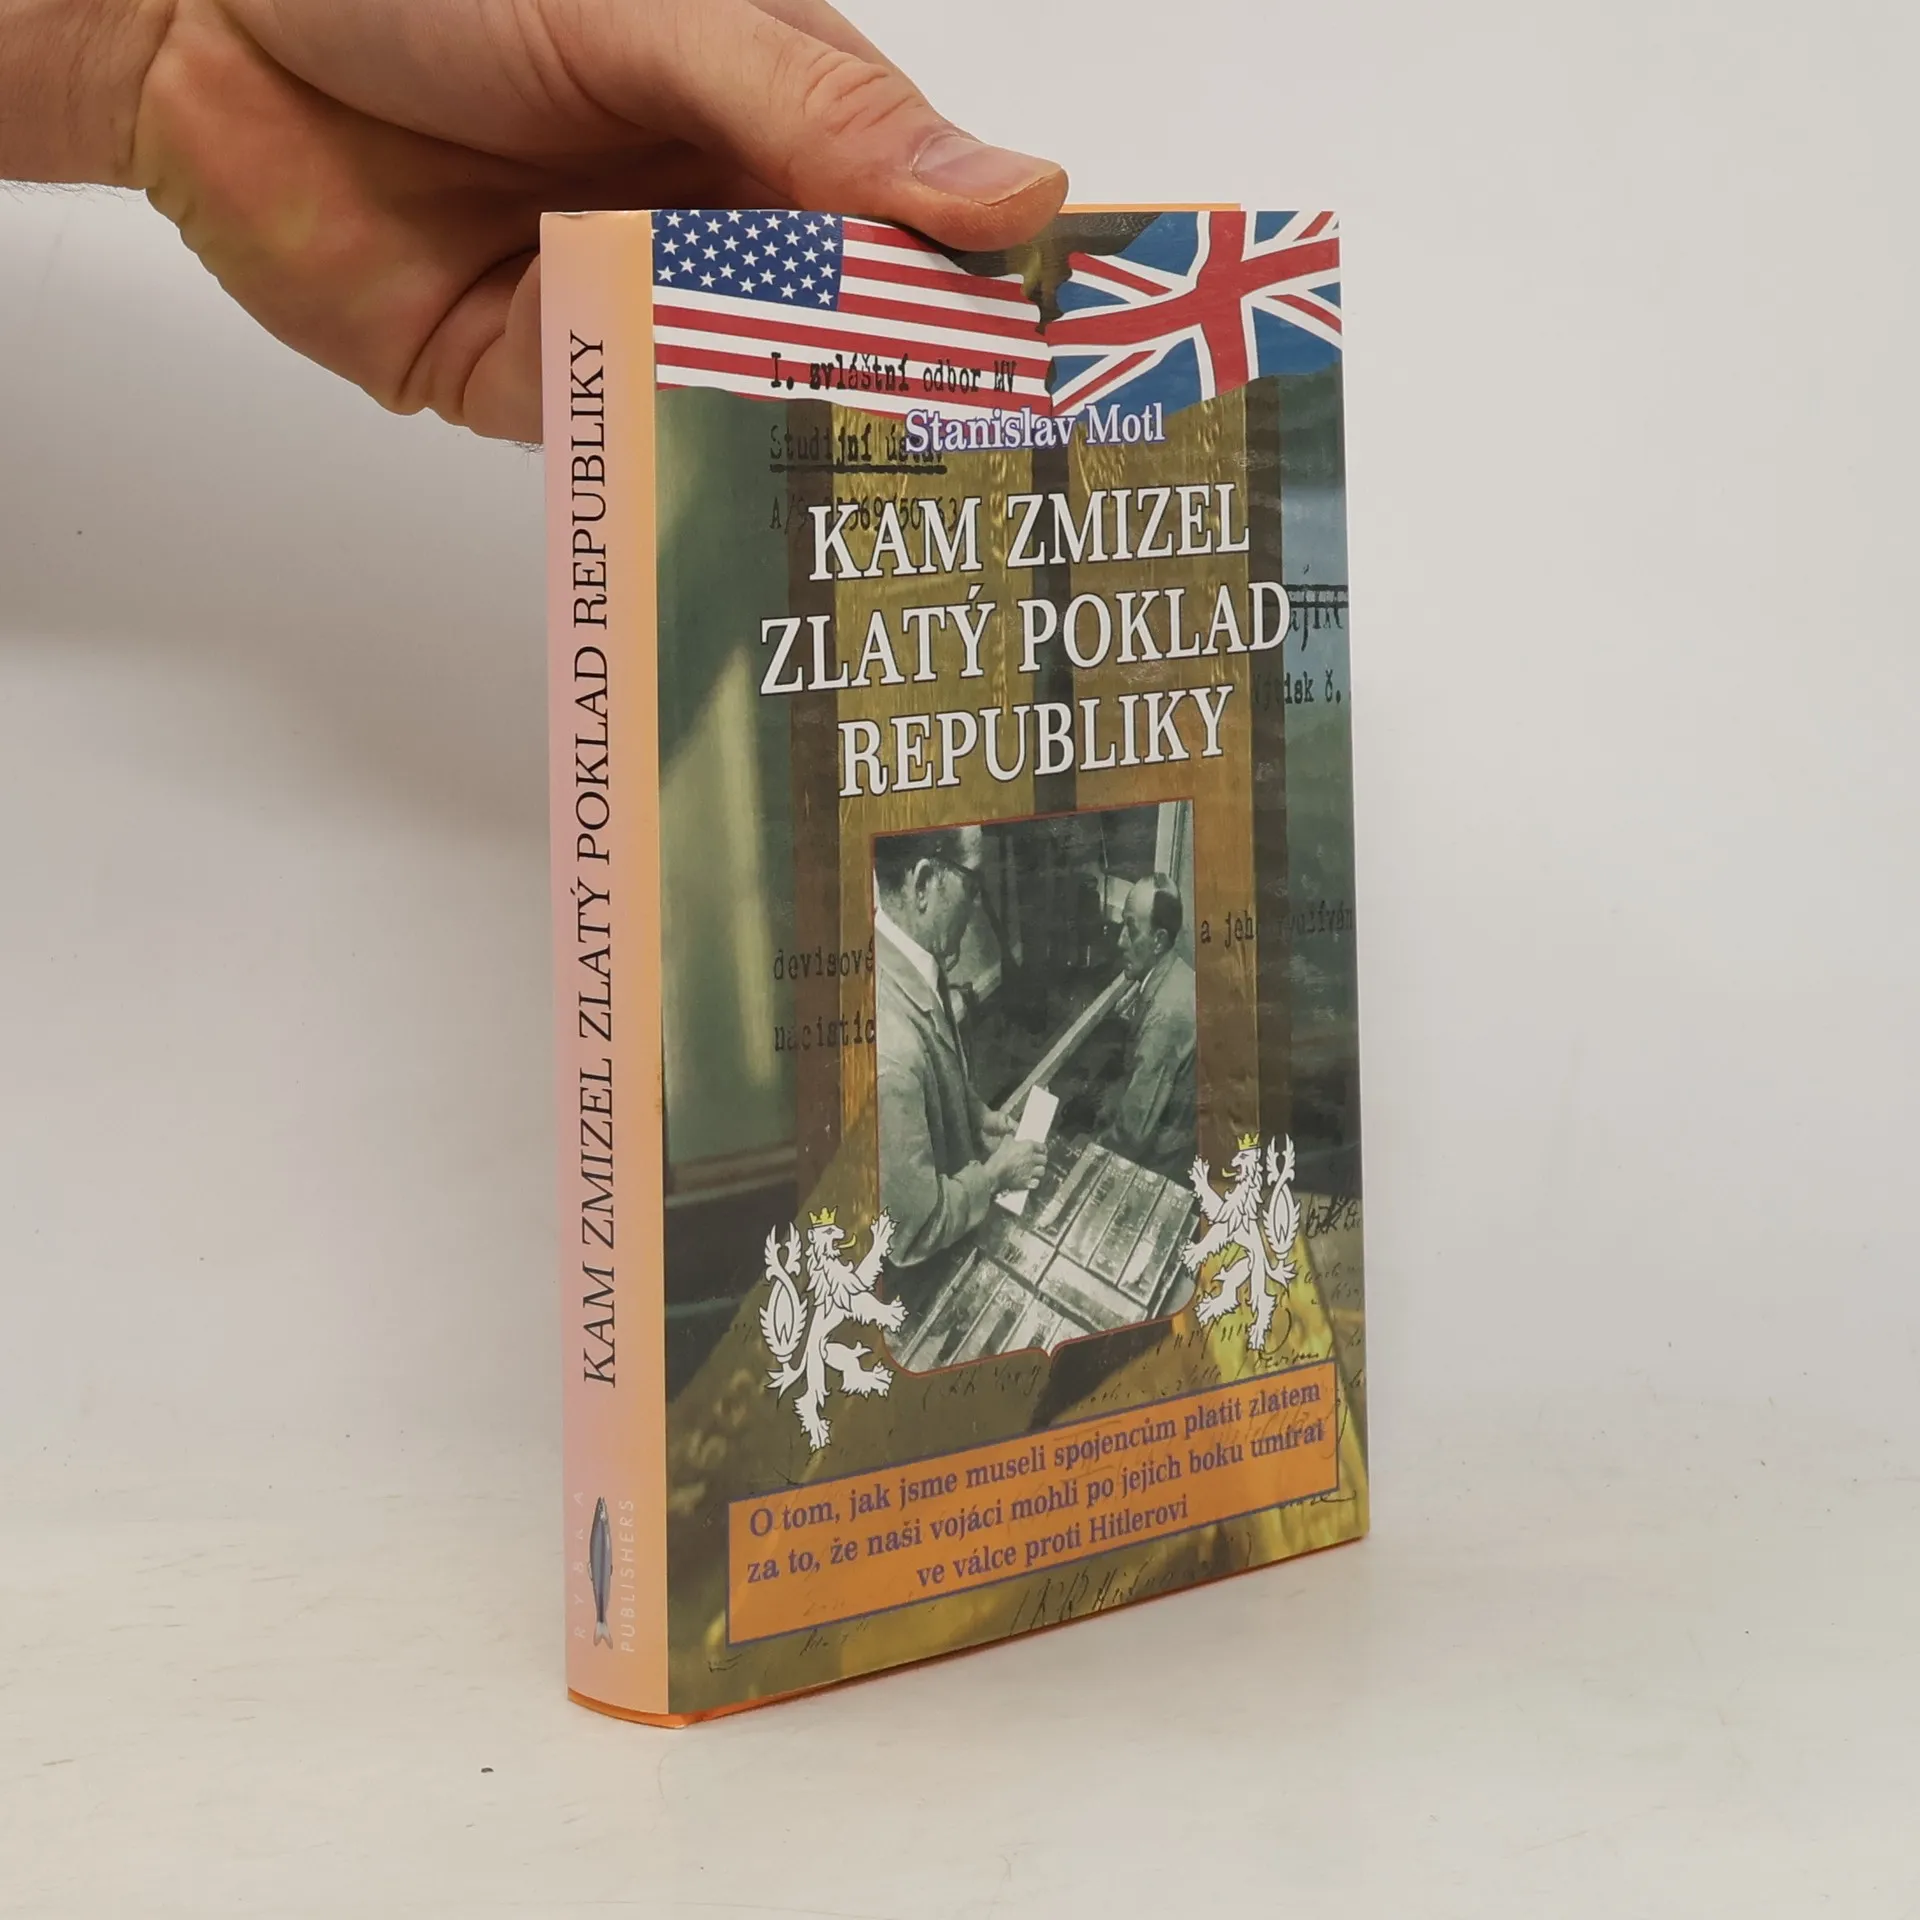 KAM ZMIZEL ZLATÝ POKLAD REPUBLIKY
RYBKA
PUBLISHERS
I. zvláštní odbor MV
Stanislav Motl
Studijní
KAM ZMIZEL
ZLATÝ POKLAD
REPUBLIKY
č.
devisové
a jeh
O tom, jak jsme museli spojencům platit zlatem
za to, že naši vojáci mohli po jejich boku umírat
ve válce proti Hitlerovi